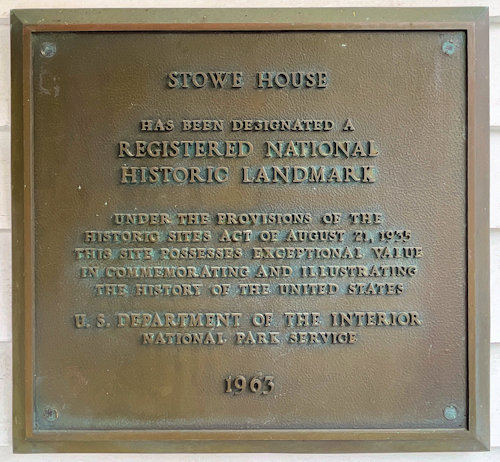 STOWE HOUSE
HAS BEEN DESIGNATED A
REGISTERED NATIONAL
HISTORIC LANDMARK
UNDER THE PROVISIONS OF THE
HISTORIC SITES ACT OF AUGUST 21, 1935
THIS SITE POSSESSES EXCEPTIONAL VALUE
IN COMMEMORATING AND ILLUSTRATING
THE HISTORY OF THE UNITED STATES
U. S. DEPARTMENT OF THE INTERIOR
NATIONAL PARK SERVICE
1963